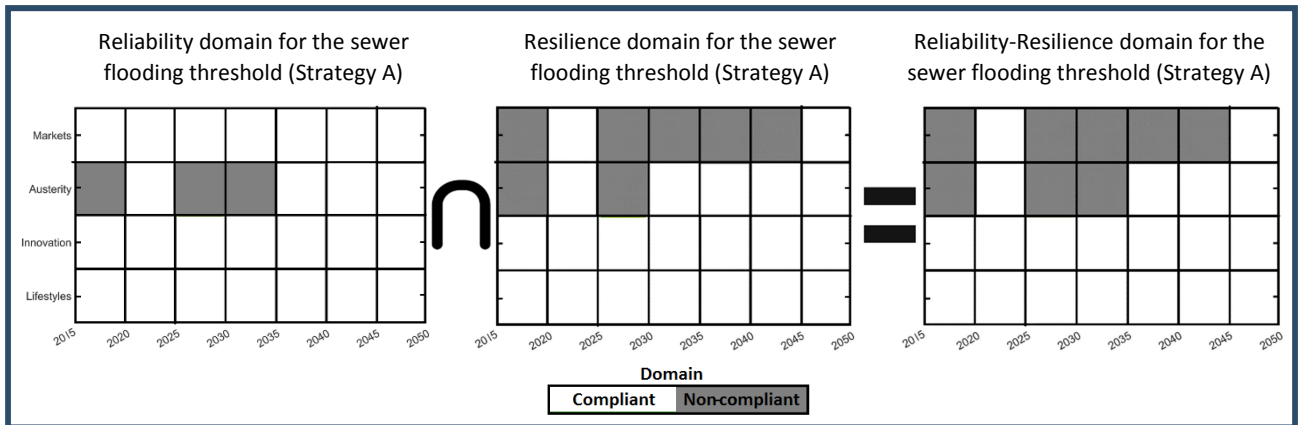 Reliability domain for the sewer
flooding threshold (Strategy A)
Resilience domain for the sewer
flooding threshold (Strategy A)
Reliability-Resilience domain for the
sewer flooding threshold (Strategy A)
Markets
Austerity
Innovation
Lifestyles
2015 2020 2025 2030 2035 2040 2045 2050
∩
2015 2020 2025 2030 2035 2040 2045 2050
=
2015 2020 2025 2030 2035 2040 2045 2050
Domain
Compliant Non-compliant